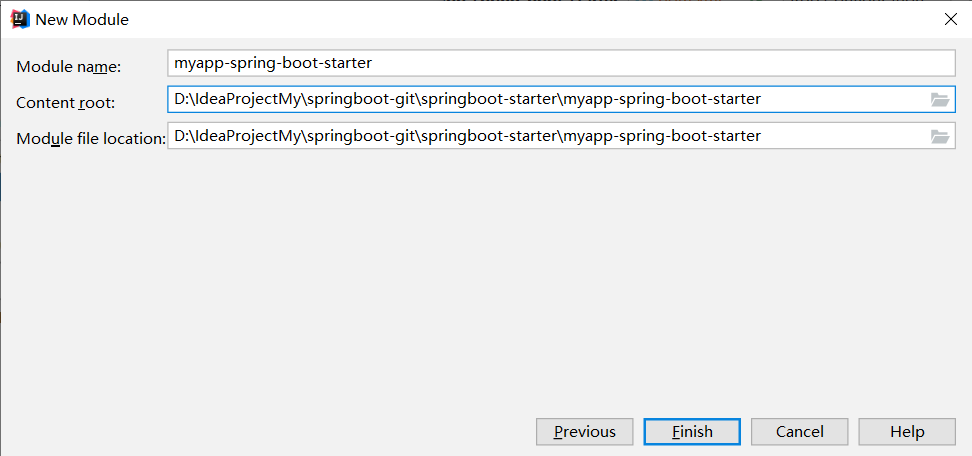 New Module
Module name: myapp-spring-boot-starter
Content root: D:\IdeaProjectMy\springboot-git\springboot-starter\myapp-spring-boot-starter
Module file location: D:\IdeaProjectMy\springboot-git\springboot-starter\myapp-spring-boot-starter
Previous Finish Cancel Help